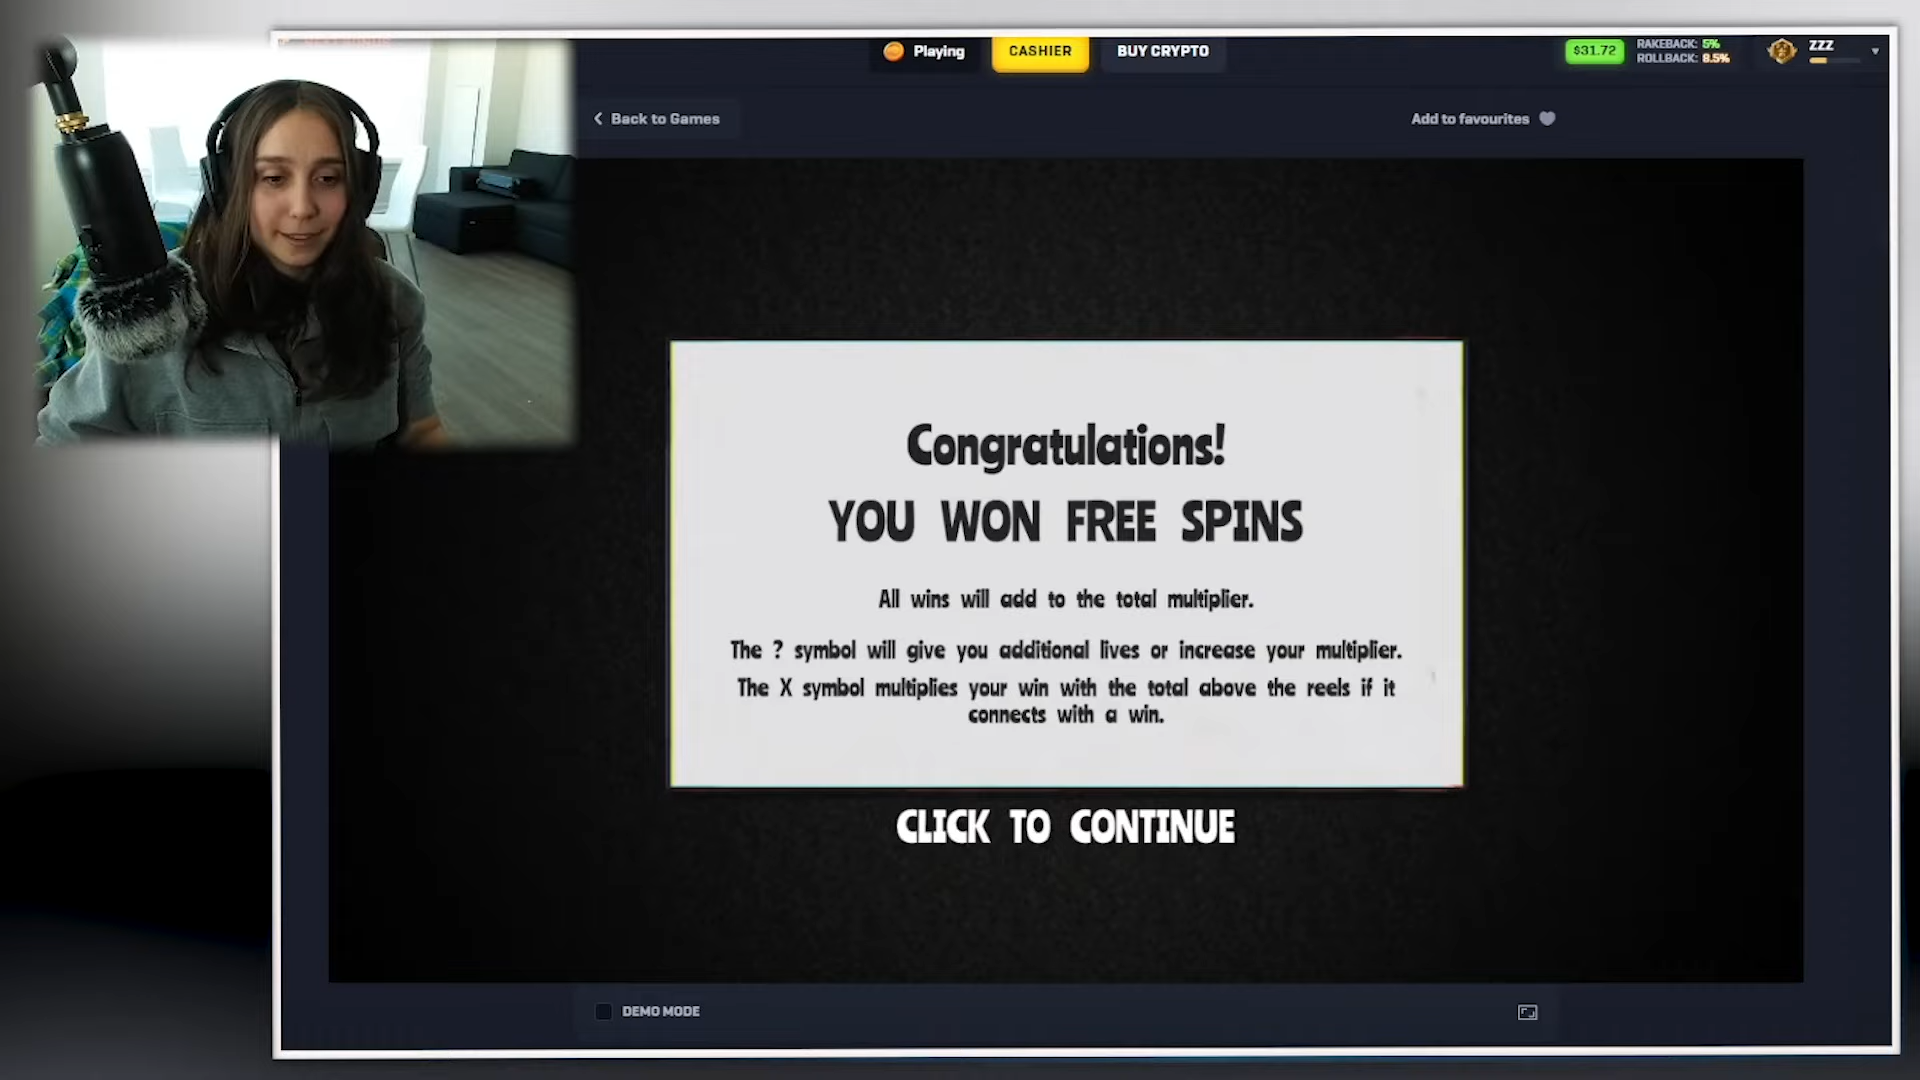 Playing
CASHIER
BUY CRYPTO
$31.72
RAKEBACK: 5%
ROLLBACK: 8.5%
ZZZ
Back to Games
Add to favourites
Congratulations!
YOU WON FREE SPINS
All wins will add to the total multiplier.
The ? symbol will give you additional lives or increase your multiplier.
The X symbol multiplies your win with the total above the reels if it
connects with a win.
CLICK TO CONTINUE
DEMO MODE